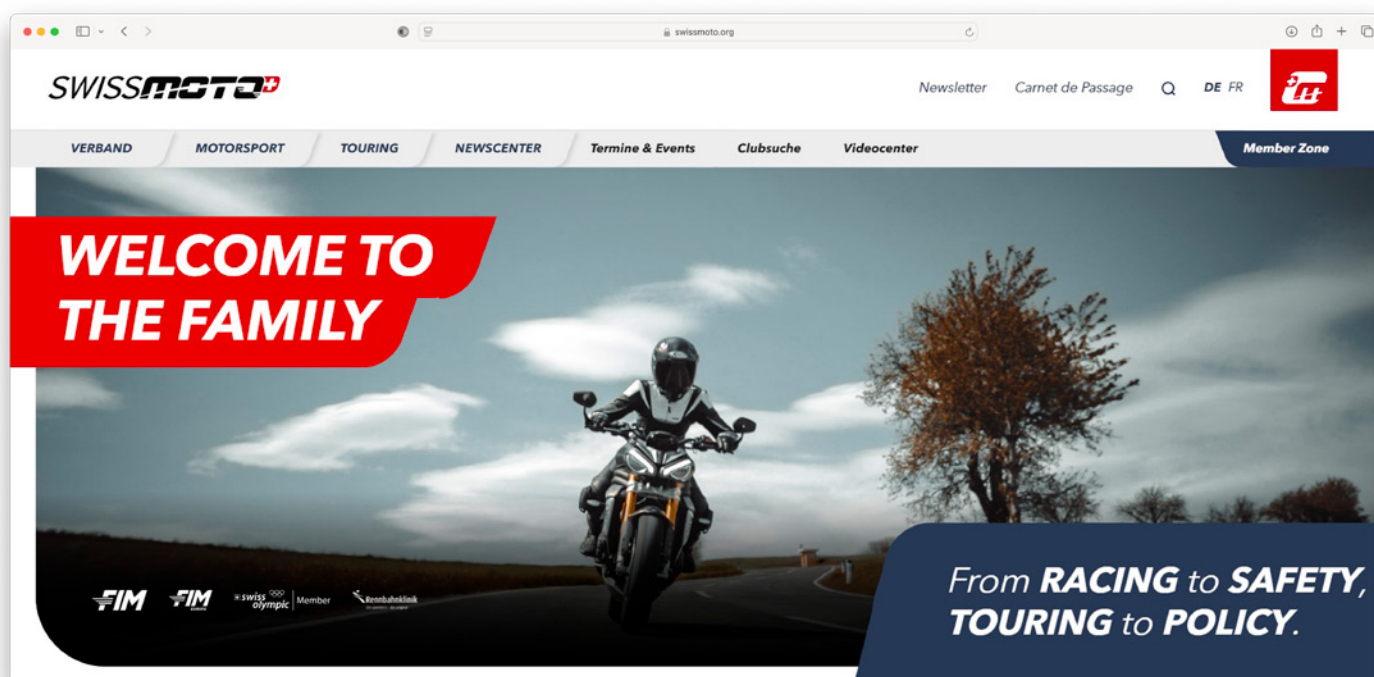 swissmoto.org
SWISSMOTO
Newsletter Carnet de Passage DE FR
VERBAND MOTORSPORT TOURING NEWSCENTER Termine & Events Clubsuche Videocenter Member Zone
WELCOME TO
THE FAMILY
FIM FIM EUROPE swiss olympic Member Rennbahnklinik
From RACING to SAFETY,
TOURING to POLICY.